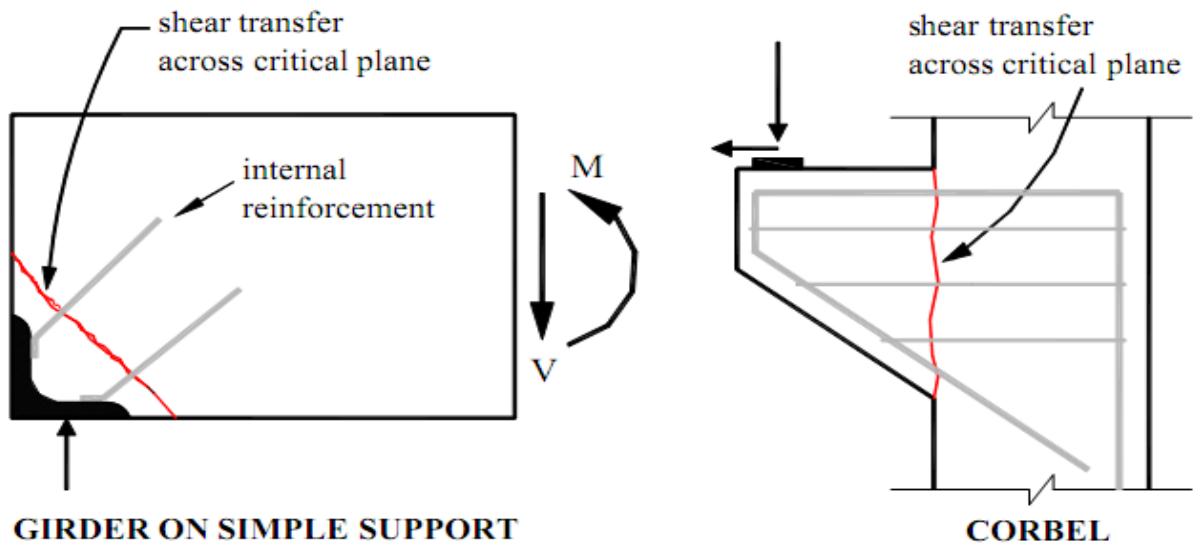 shear transfer
across critical plane
internal
reinforcement
M
V
GIRDER ON SIMPLE SUPPORT
shear transfer
across critical plane
CORBEL